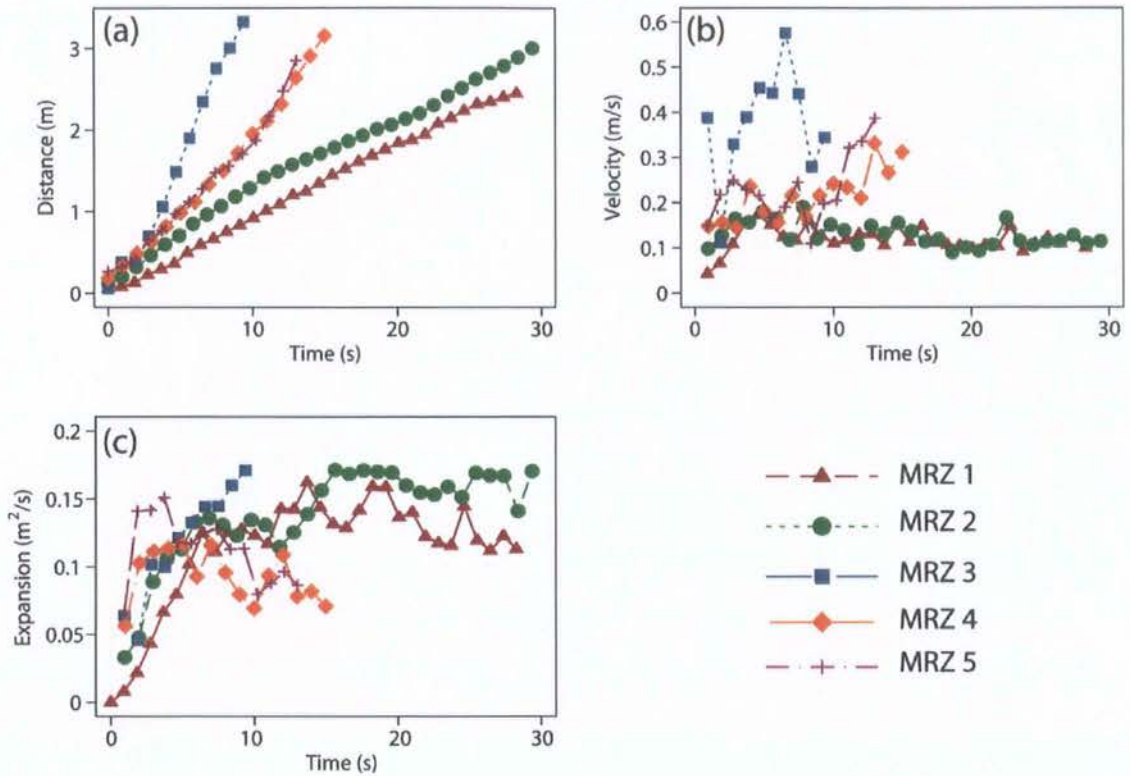 (a)
3
2
1
0
Distance (m)
0 10 20 30
Time (s)
(b)
0.6
0.5
0.4
0.3
0.2
0.1
0
Velocity (m/s)
0 10 20 30
Time (s)
(c)
0.2
0.15
0.1
0.05
0
Expansion (m²/s)
0 10 20 30
Time (s)
MRZ 1
MRZ 2
MRZ 3
MRZ 4
MRZ 5